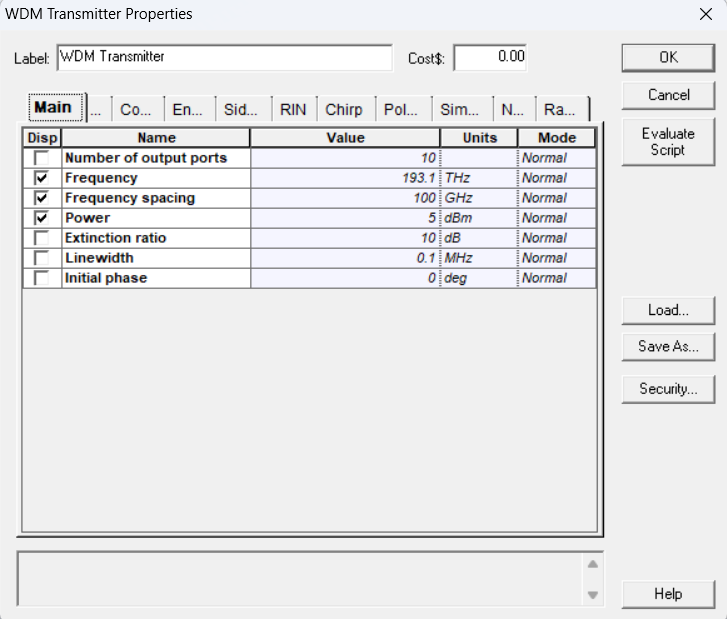 WDM Transmitter Properties
Label: WDM Transmitter Cost$: 0.00 OK
Cancel
Evaluate Script
Main ... Co... En... Sid... RIN Chirp Pol... Sim... N... Ra...
Disp Name Value Units Mode
Number of output ports 10 Normal
Frequency 193.1 THz Normal
Frequency spacing 100 GHz Normal
Power 5 dBm Normal
Extinction ratio 10 dB Normal
Linewidth 0.1 MHz Normal
Initial phase 0 deg Normal
Load...
Save As...
Security...
Help